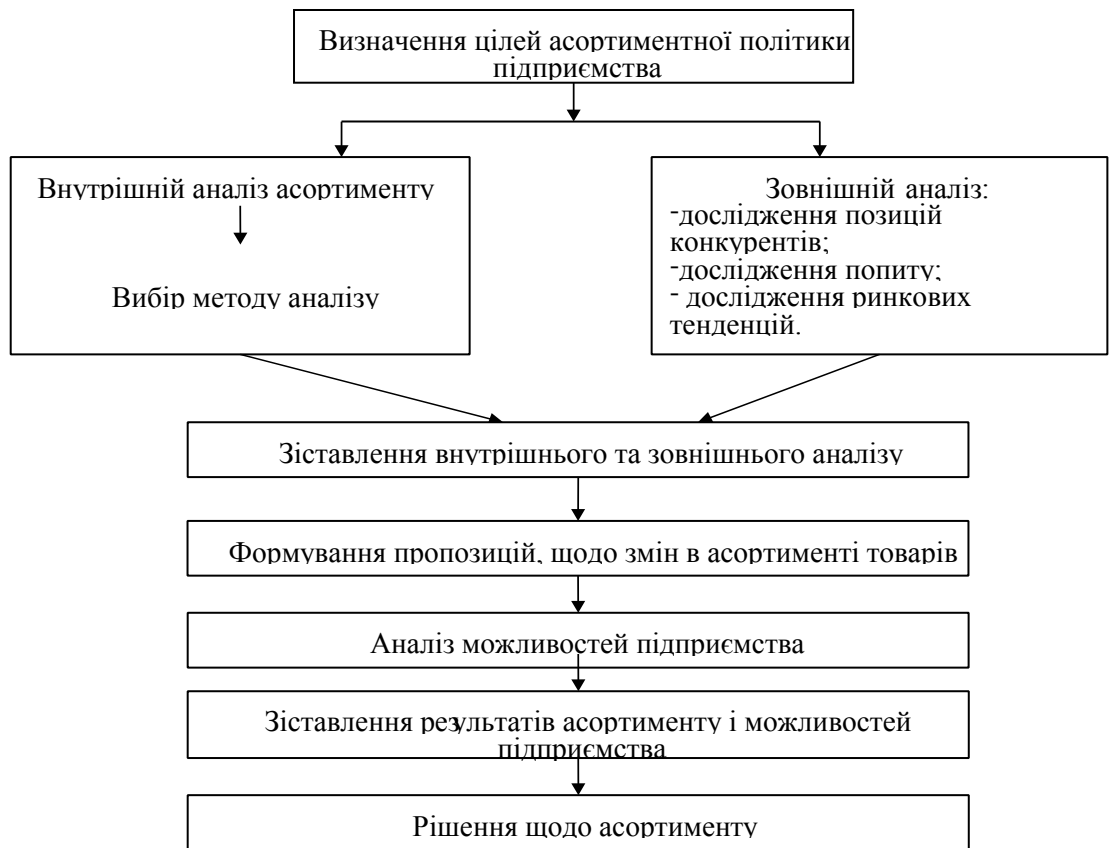 Визначення цілей асортиментної політики
підприємства
Внутрішній аналіз асортименту
Вибір методу аналізу
Зовнішній аналіз:
-дослідження позицій
конкурентів;
-дослідження попиту;
- дослідження ринкових
тенденцій.
Зіставлення внутрішнього та зовнішнього аналізу
Формування пропозицій, щодо змін в асортименті товарів
Аналіз можливостей підприємства
Зіставлення результатів асортименту і можливостей
підприємства
Рішення щодо асортименту